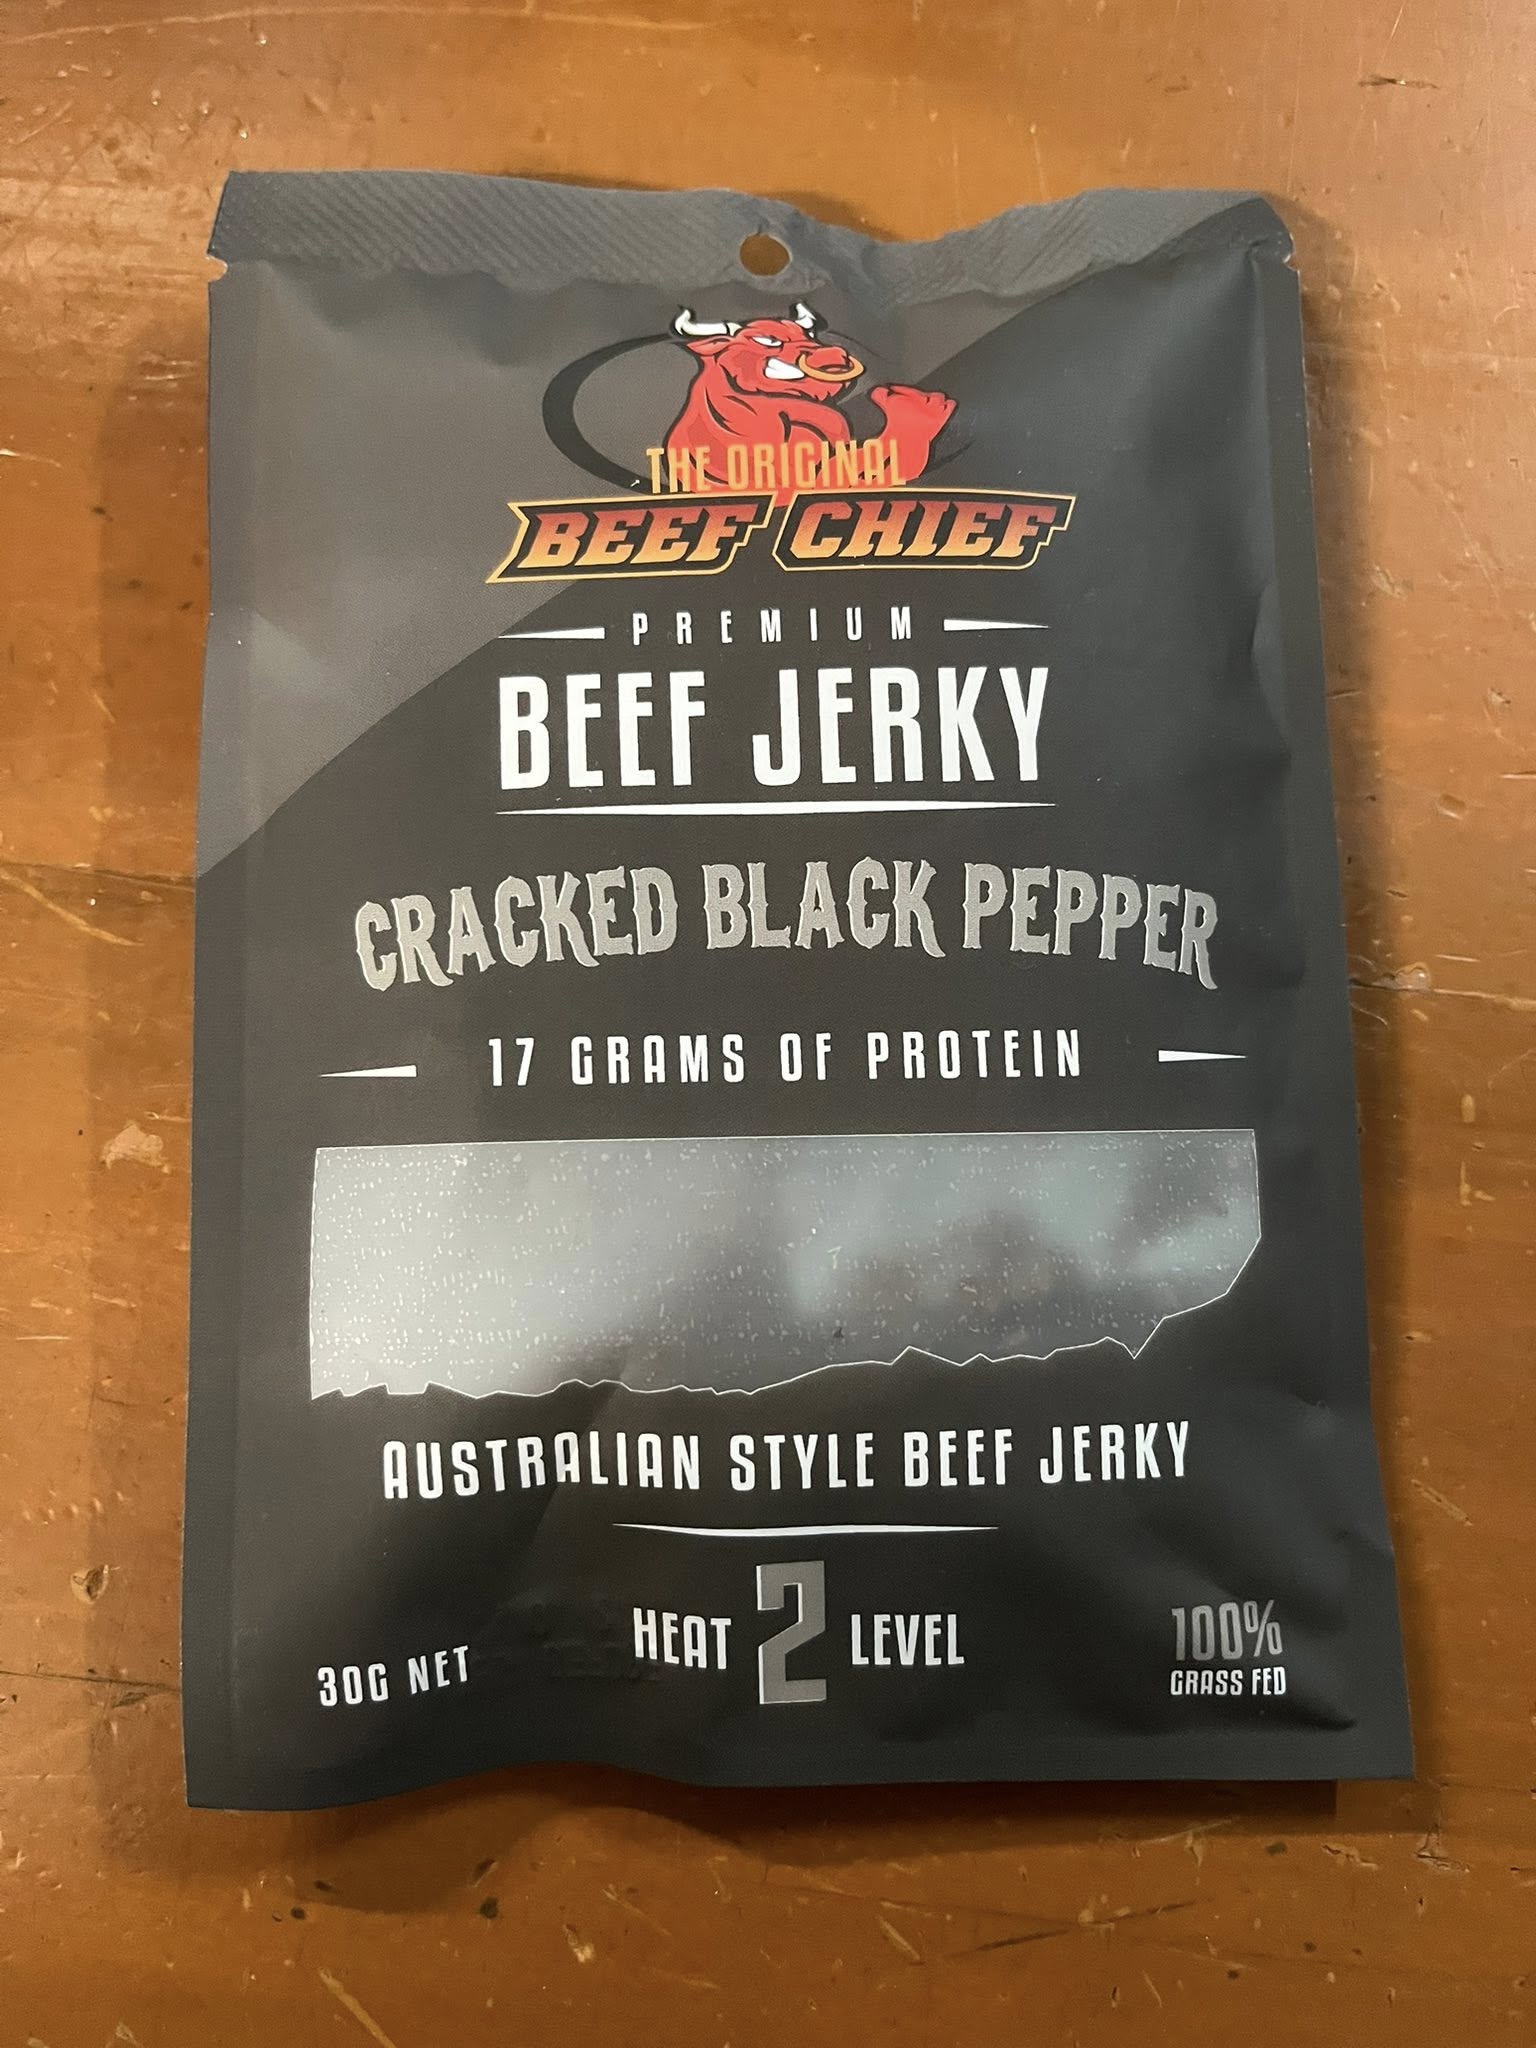 THE ORIGINAL
BEEF CHIEF
PREMIUM
BEEF JERKY
CRACKED BLACK PEPPER
17 GRAMS OF PROTEIN
AUSTRALIAN STYLE BEEF JERKY
HEAT 2 LEVEL
30G NET
100%
GRASS FED